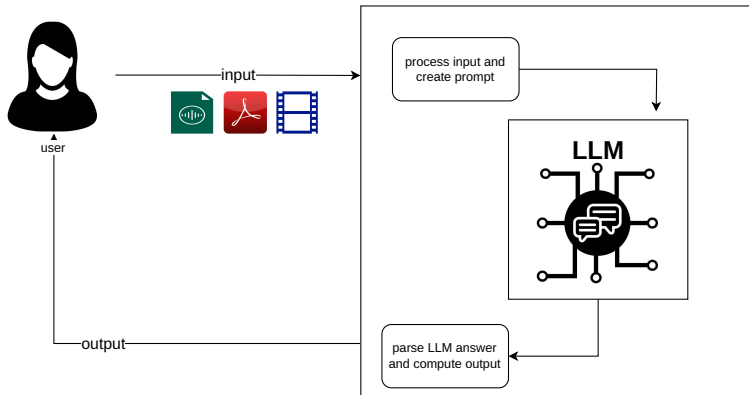 input
process input and
create prompt
user
LLM
output
parse LLM answer
and compute output